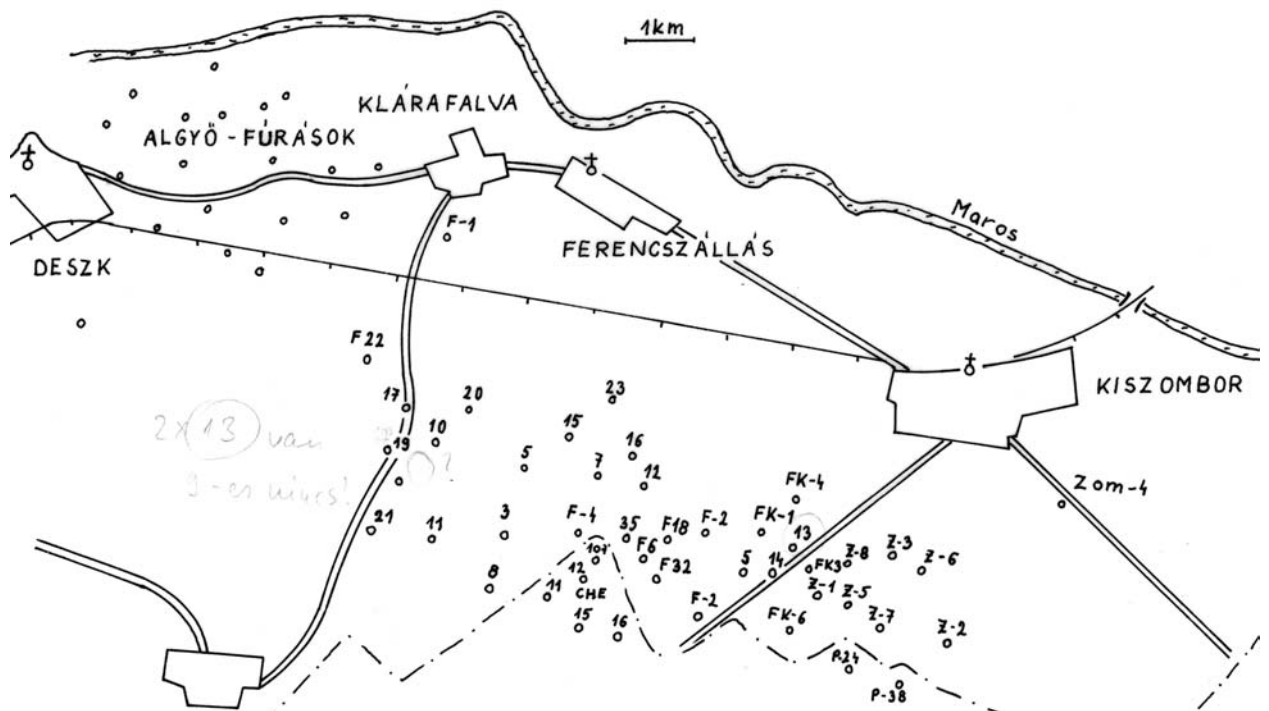 1km
KLÁRAFALVA
ALGYŐ - FÚRÁSOK
F-1
Maros
FERENCSZÁLLÁS
DESZK
F 22
KISZOMBOR
23
17
20
2x 13 van
15
19
10
16
?
5
7
12
Zom-4
9-es nincs!
FK-4
21
11
3
F-4
35
F18
F-2
FK-1
13
101
F6
Z-8
Z-3
Z-6
8
12
F32
5
14
FK3
11
CHE
Z-1
Z-5
15
16
F-2
FK-6
Z-7
Z-2
P.24
P-38